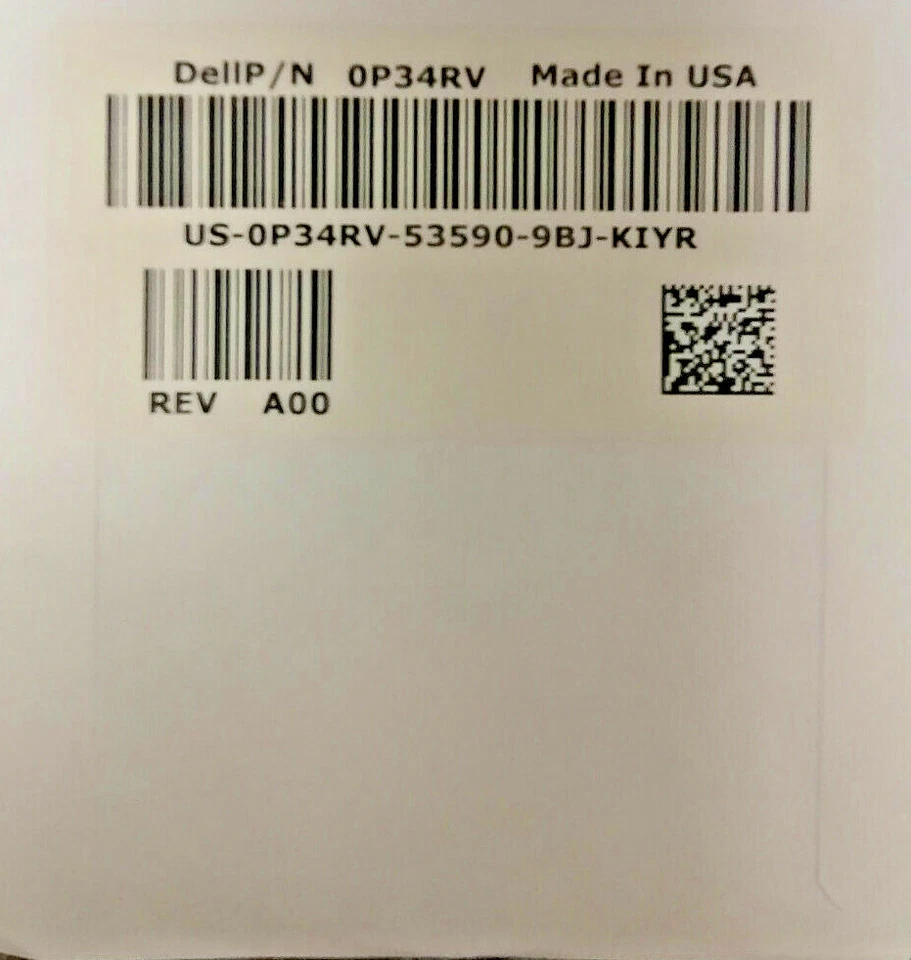 DellP/N 0P34RV Made In USA
US-0P34RV-53590-9BJ-KIYR
REV A00